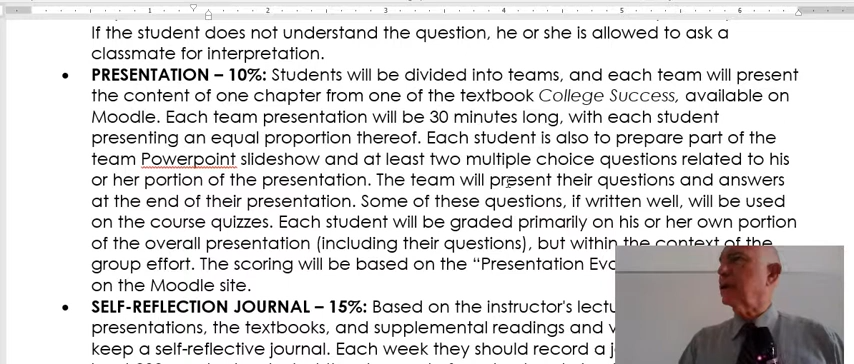 1 2 3 4 5 6
If the student does not understand the question, he or she is allowed to ask a
classmate for interpretation.
• PRESENTATION – 10%: Students will be divided into teams, and each team will present
the content of one chapter from one of the textbook College Success, available on
Moodle. Each team presentation will be 30 minutes long, with each student
presenting an equal proportion thereof. Each student is also to prepare part of the
team Powerpoint slideshow and at least two multiple choice questions related to his
or her portion of the presentation. The team will present their questions and answers
at the end of their presentation. Some of these questions, if written well, will be used
on the course quizzes. Each student will be graded primarily on his or her own portion
of the overall presentation (including their questions), but within the context of the
group effort. The scoring will be based on the “Presentation Eva
on the Moodle site.
• SELF-REFLECTION JOURNAL – 15%: Based on the instructor's lectu
presentations, the textbooks, and supplemental readings and v
keep a self-reflective journal. Each week they should record a j